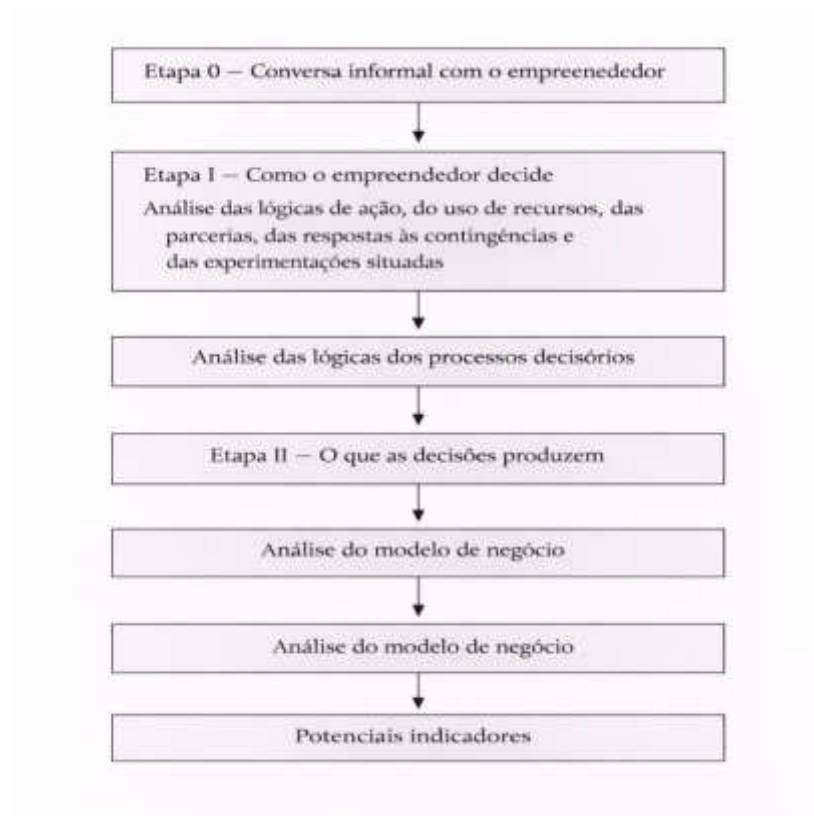 Etapa 0 — Conversa informal com o empreenededor
Etapa I — Como o empreendedor decide
Análise das lógicas de ação, do uso de recursos, das
parcerias, das respostas às contingências e
das experimentações situadas
Análise das lógicas dos processos decisórios
Etapa II — O que as decisões produzem
Análise do modelo de negócio
Análise do modelo de negócio
Potenciais indicadores